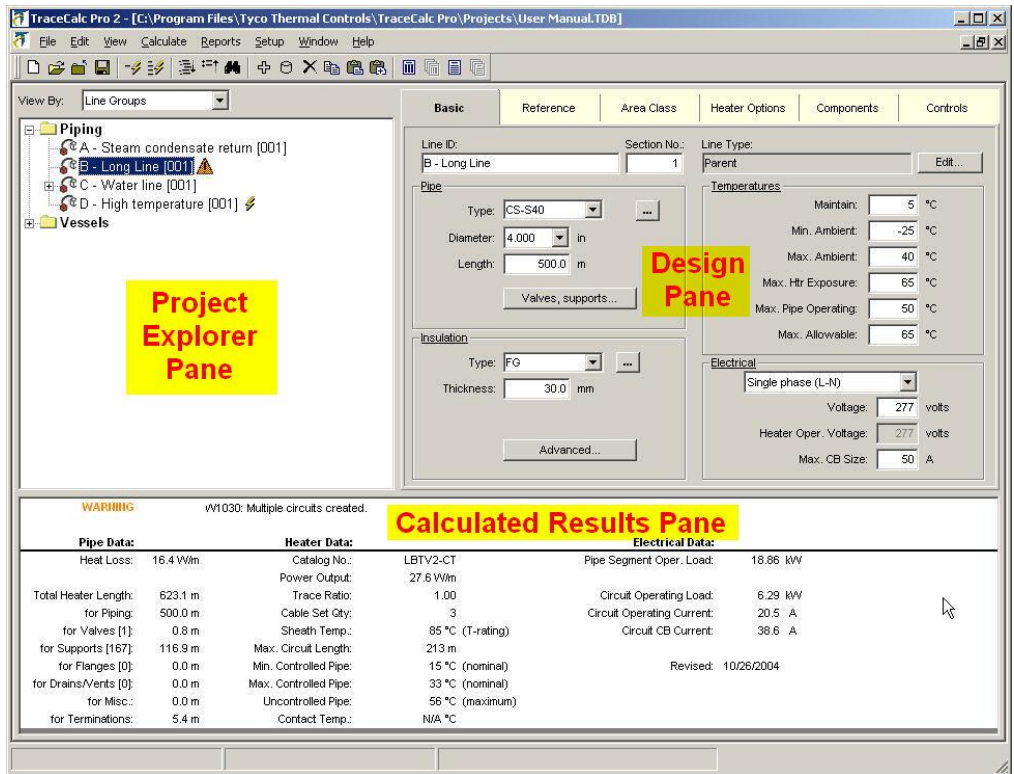 TraceCalc Pro 2 - [C:\Program Files\Tyco Thermal Controls\TraceCalc Pro\Projects\User Manual.TDB]
File Edit View Calculate Reports Setup Window Help
View By: Line Groups
Piping
A - Steam condensate return [001]
B - Long Line [001]
C - Water line [001]
D - High temperature [001]
Vessels
Project
Explorer
Pane
Basic Reference Area Class Heater Options Components Controls
Line ID: Section No.: Line Type:
B - Long Line 1 Parent Edit...
Pipe
Type: CS-S40 ...
Diameter: 4.000 in
Length: 500.0 m
Valves, supports...
Insulation
Type: FG ...
Thickness: 30.0 mm
Advanced...
Design
Pane
Temperatures
Maintain: 5 °C
Min. Ambient: -25 °C
Max. Ambient: 40 °C
Max. Htr Exposure: 65 °C
Max. Pipe Operating: 50 °C
Max. Allowable: 65 °C
Electrical
Single phase (L-N)
Voltage: 277 volts
Heater Oper. Voltage: 277 volts
Max. CB Size: 50 A
WARNING W1030: Multiple circuits created.
Calculated Results Pane
Pipe Data: Heater Data: Electrical Data:
Heat Loss: 16.4 W/m Catalog No.: LBTV2-CT Pipe Segment Oper. Load: 18.86 kW
Power Output: 27.6 W/m
Total Heater Length: 623.1 m Trace Ratio: 1.00 Circuit Operating Load: 6.29 kW
for Piping: 500.0 m Cable Set Qty: 3 Circuit Operating Current: 20.5 A
for Valves [1]: 0.8 m Sheath Temp.: 85 °C (T-rating) Circuit CB Current: 38.6 A
for Supports [167]: 116.9 m Max. Circuit Length: 213 m
for Flanges [0]: 0.0 m Min. Controlled Pipe: 15 °C (nominal) Revised: 10/26/2004
for Drains/Vents [0]: 0.0 m Max. Controlled Pipe: 33 °C (nominal)
for Misc.: 0.0 m Uncontrolled Pipe: 56 °C (maximum)
for Terminations: 5.4 m Contact Temp.: N/A °C